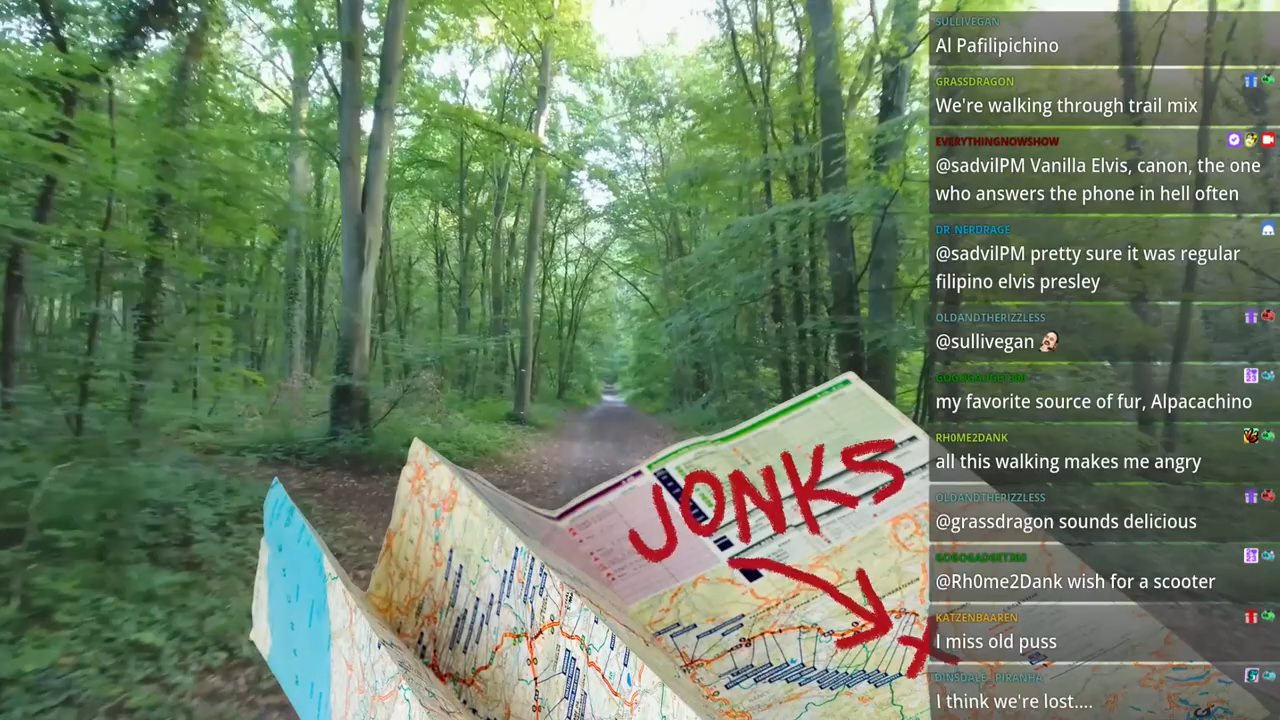 SULLIVEGAN
Al Pafilipichino
GRASSDRAGON
We're walking through trail mix
EVERYTHINGNOWSHOW
@sadvilPM Vanilla Elvis, canon, the one
who answers the phone in hell often
DR_NERDRAGE
@sadvilPM pretty sure it was regular
filipino elvis presley
OLDANDTHERIZZLESS
@sullivegan
my favorite source of fur, Alpacachino
RH0ME2DANK
all this walking makes me angry
OLDANDTHERIZZLESS
@grassdragon sounds delicious
@Rh0me2Dank wish for a scooter
KATZENBAAREN
I miss old puss
DINSDALE_PIRANHA
I think we're lost....
JONKS
X